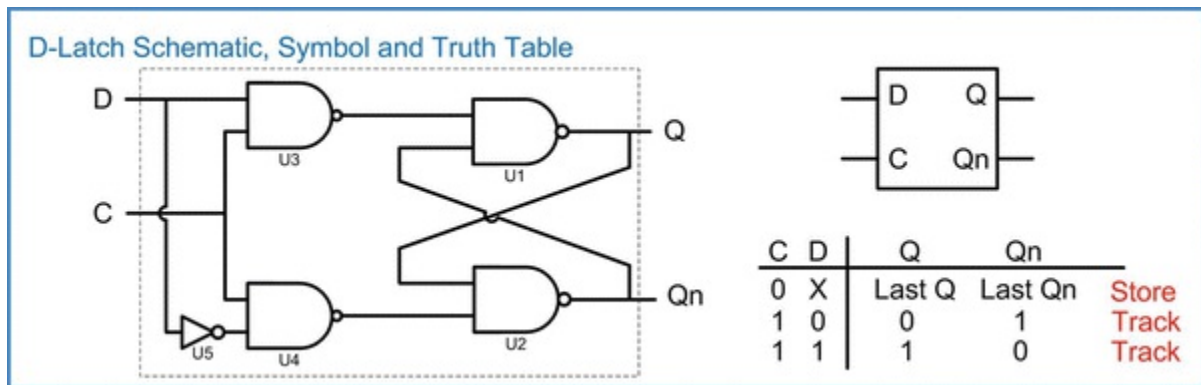 D-Latch Schematic, Symbol and Truth Table
D
U3
U1
Q
C
U5
U4
U2
Qn
D Q
C Qn
C D Q Qn
0 X Last Q Last Qn Store
1 0 0 1 Track
1 1 1 0 Track